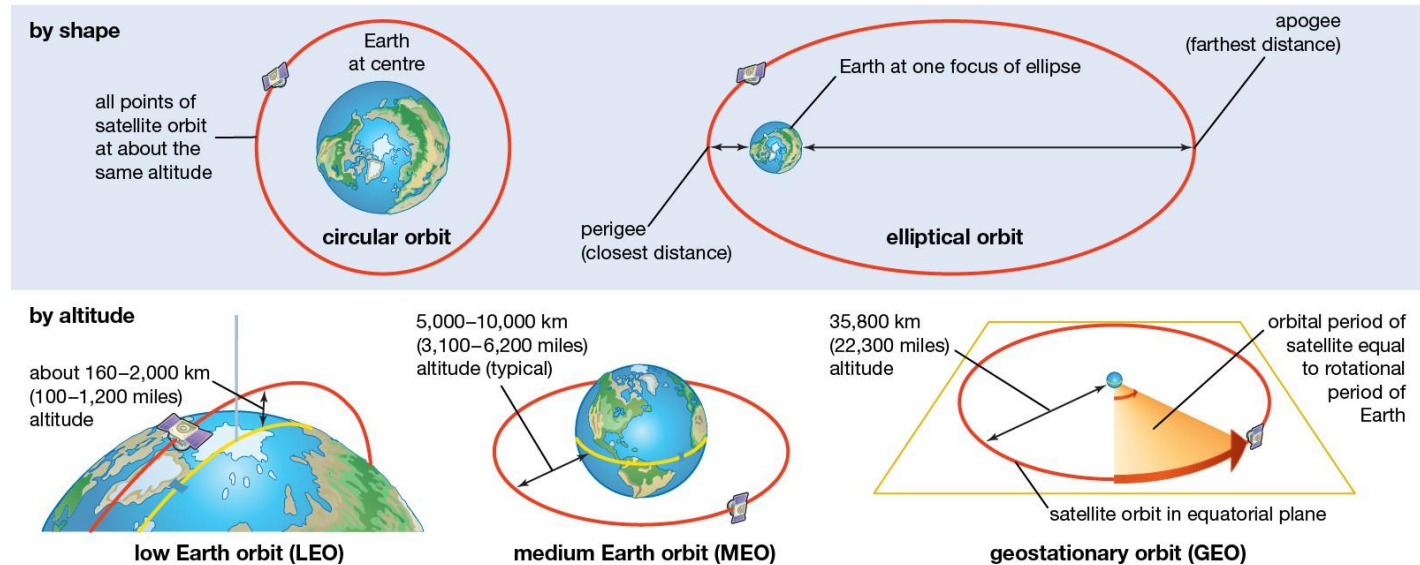 by shape
Earth
at centre
all points of
satellite orbit
at about the
same altitude
circular orbit
apogee
(farthest distance)
Earth at one focus of ellipse
perigee
(closest distance)
elliptical orbit
by altitude
about 160–2,000 km
(100–1,200 miles)
altitude
low Earth orbit (LEO)
5,000–10,000 km
(3,100–6,200 miles)
altitude (typical)
medium Earth orbit (MEO)
35,800 km
(22,300 miles)
altitude
orbital period of
satellite equal
to rotational
period of
Earth
satellite orbit in equatorial plane
geostationary orbit (GEO)